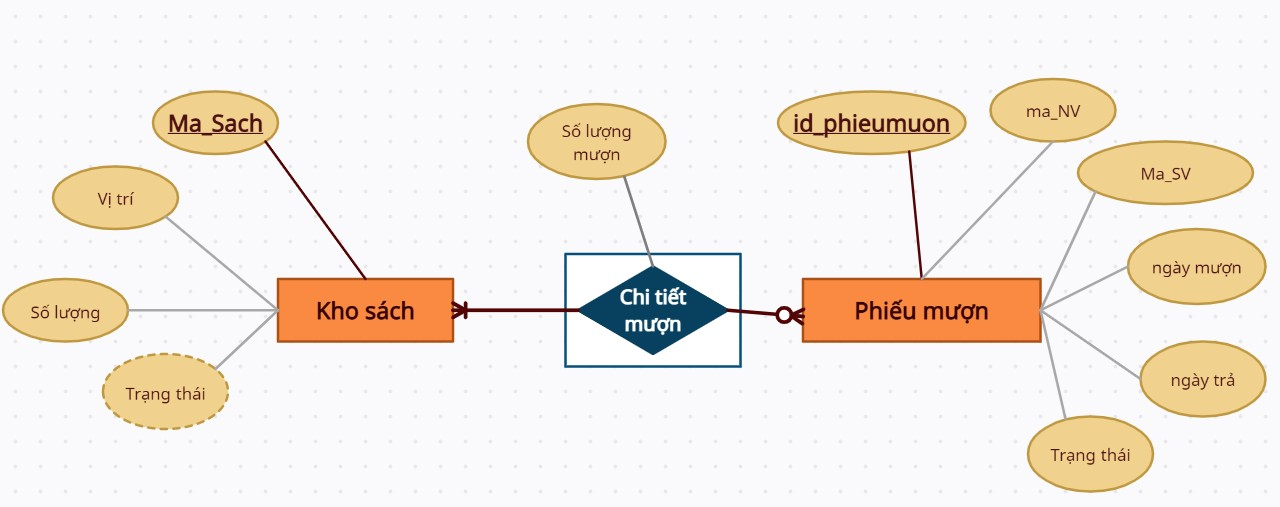 ma_NV
Ma_Sach
Số lượng
mượn
id_phieumuon
Ma_SV
Vị trí
ngày mượn
Số lượng
Kho sách
Chi tiết
mượn
Phiếu mượn
Trạng thái
ngày trả
Trạng thái